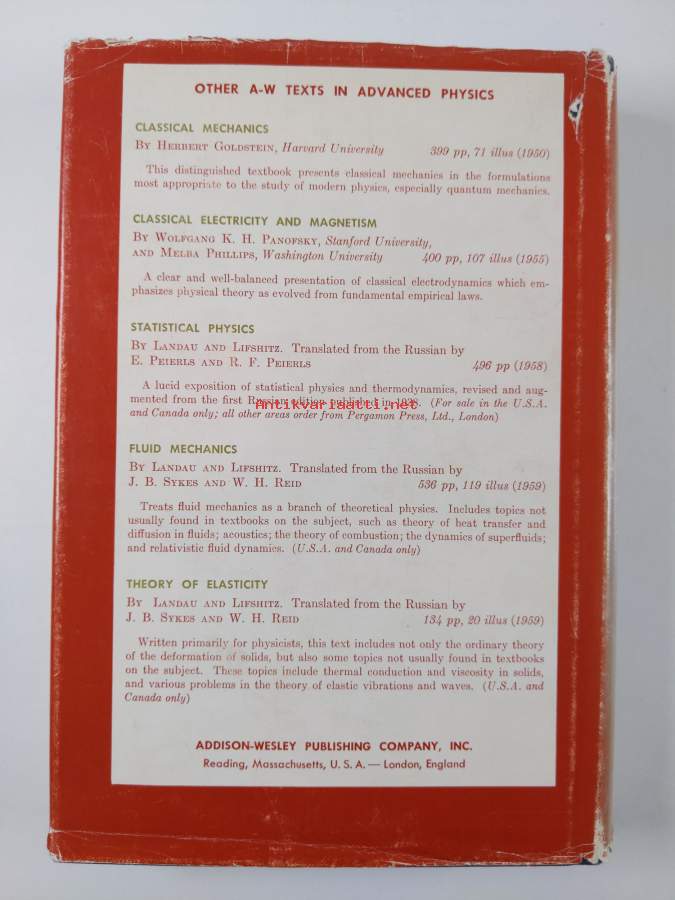 OTHER A-W TEXTS IN ADVANCED PHYSICS
CLASSICAL MECHANICS
By Herbert Goldstein, Harvard University 399 pp, 71 illus (1950)
This distinguished textbook presents classical mechanics in the formulations
most appropriate to the study of modern physics, especially quantum mechanics.
CLASSICAL ELECTRICITY AND MAGNETISM
By Wolfgang K. H. Panofsky, Stanford University,
and Melba Phillips, Washington University 400 pp, 107 illus (1955)
A clear and well-balanced presentation of classical electrodynamics which em-
phasizes physical theory as evolved from fundamental empirical laws.
STATISTICAL PHYSICS
By Landau and Lifshitz. Translated from the Russian by
E. Peierls and R. F. Peierls 496 pp (1958)
A lucid exposition of statistical physics and thermodynamics, revised and aug-
mented from the first Russian edition published in 1938. (For sale in the U.S.A.
Antikvariaatti.net
and Canada only; all other areas order from Pergamon Press, Ltd., London)
FLUID MECHANICS
By Landau and Lifshitz. Translated from the Russian by
J. B. Sykes and W. H. Reid 536 pp, 119 illus (1959)
Treats fluid mechanics as a branch of theoretical physics. Includes topics not
usually found in textbooks on the subject, such as theory of heat transfer and
diffusion in fluids; acoustics; the theory of combustion; the dynamics of superfluids;
and relativistic fluid dynamics. (U.S.A. and Canada only)
THEORY OF ELASTICITY
By Landau and Lifshitz. Translated from the Russian by
J. B. Sykes and W. H. Reid 134 pp, 20 illus (1959)
Written primarily for physicists, this text includes not only the ordinary theory
of the deformation of solids, but also some topics not usually found in textbooks
on the subject. These topics include thermal conduction and viscosity in solids,
and various problems in the theory of elastic vibrations and waves. (U.S.A. and
Canada only)
ADDISON-WESLEY PUBLISHING COMPANY, INC.
Reading, Massachusetts, U. S. A. — London, England